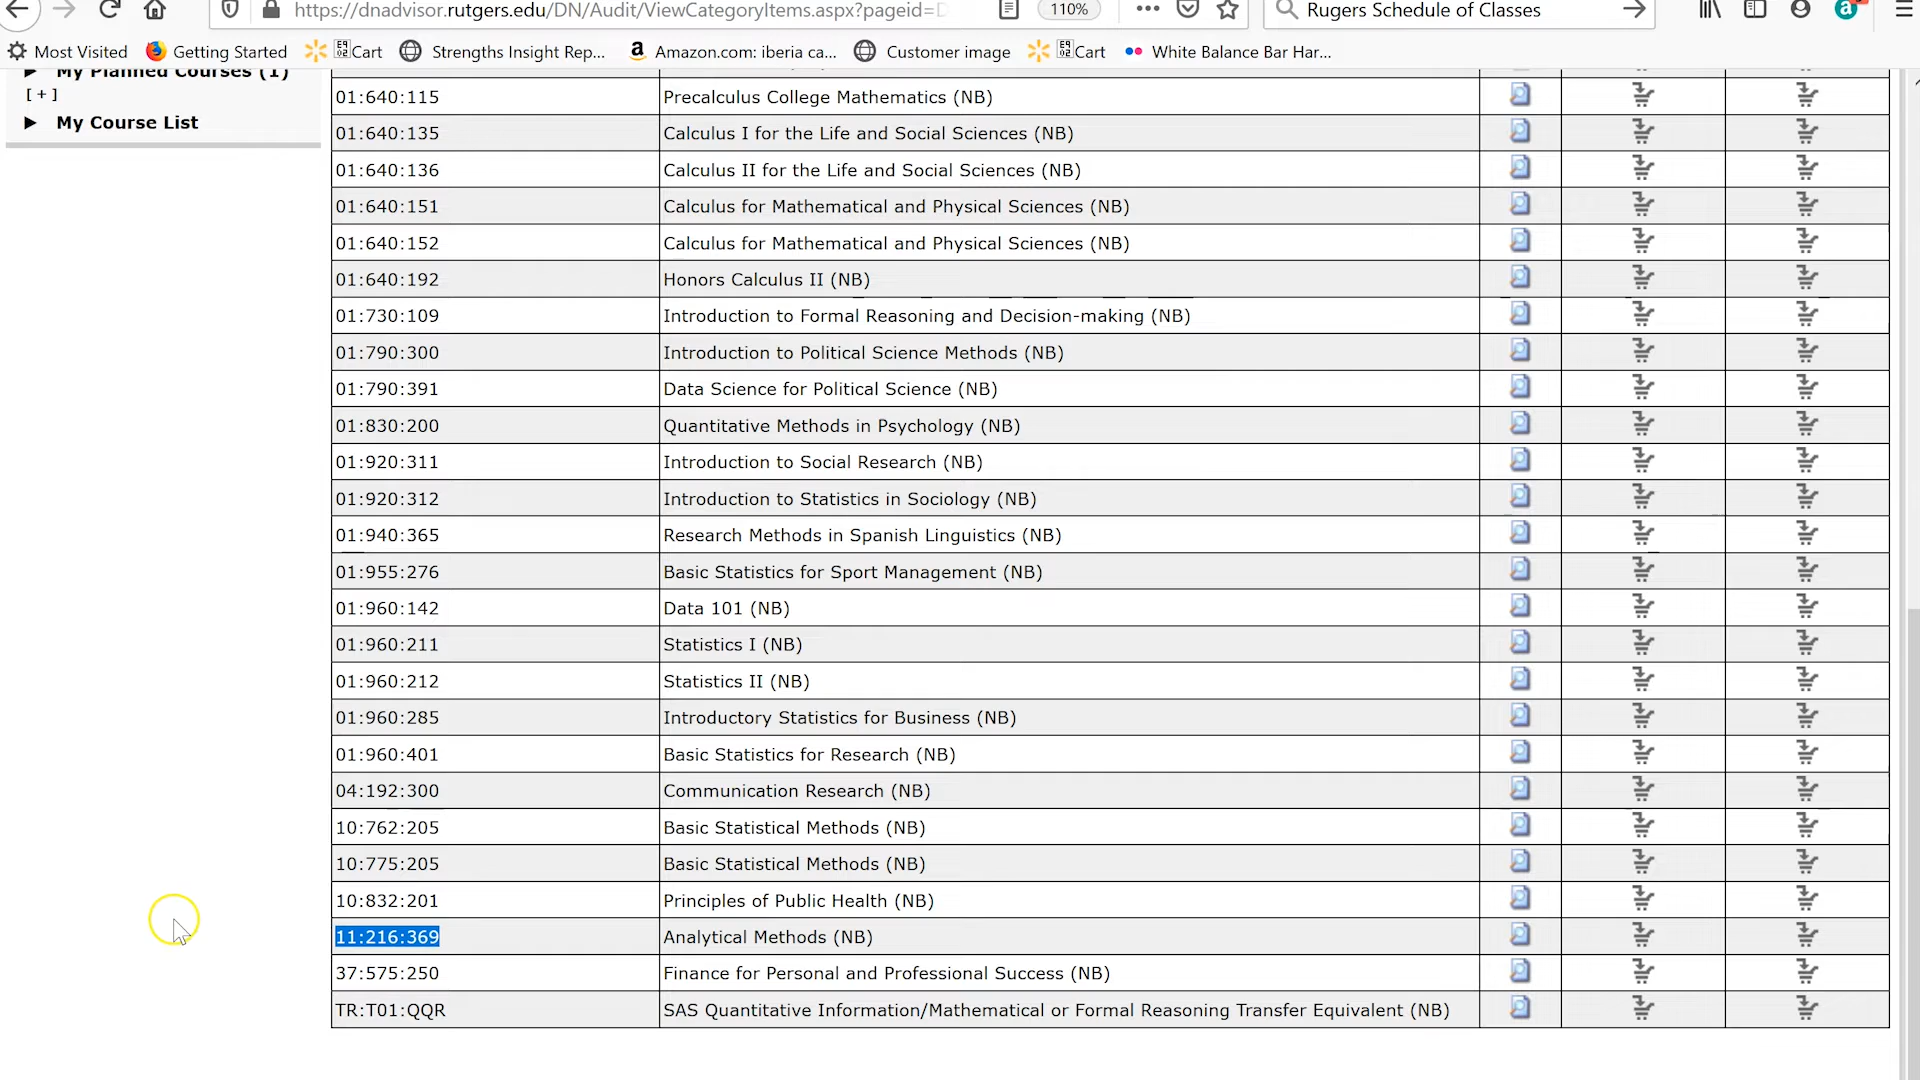 https://dnadvisor.rutgers.edu/DN/Audit/ViewCategoryItems.aspx?pageid=D
110%
Rugers Schedule of Classes
Most Visited
Getting Started
Cart
Strengths Insight Rep...
Amazon.com: iberia ca...
Customer image
Cart
White Balance Bar Har...
My Planned Courses (1)
[+]
My Course List
01:640:115 Precalculus College Mathematics (NB)
01:640:135 Calculus I for the Life and Social Sciences (NB)
01:640:136 Calculus II for the Life and Social Sciences (NB)
01:640:151 Calculus for Mathematical and Physical Sciences (NB)
01:640:152 Calculus for Mathematical and Physical Sciences (NB)
01:640:192 Honors Calculus II (NB)
01:730:109 Introduction to Formal Reasoning and Decision-making (NB)
01:790:300 Introduction to Political Science Methods (NB)
01:790:391 Data Science for Political Science (NB)
01:830:200 Quantitative Methods in Psychology (NB)
01:920:311 Introduction to Social Research (NB)
01:920:312 Introduction to Statistics in Sociology (NB)
01:940:365 Research Methods in Spanish Linguistics (NB)
01:955:276 Basic Statistics for Sport Management (NB)
01:960:142 Data 101 (NB)
01:960:211 Statistics I (NB)
01:960:212 Statistics II (NB)
01:960:285 Introductory Statistics for Business (NB)
01:960:401 Basic Statistics for Research (NB)
04:192:300 Communication Research (NB)
10:762:205 Basic Statistical Methods (NB)
10:775:205 Basic Statistical Methods (NB)
10:832:201 Principles of Public Health (NB)
11:216:369 Analytical Methods (NB)
37:575:250 Finance for Personal and Professional Success (NB)
TR:T01:QQR SAS Quantitative Information/Mathematical or Formal Reasoning Transfer Equivalent (NB)